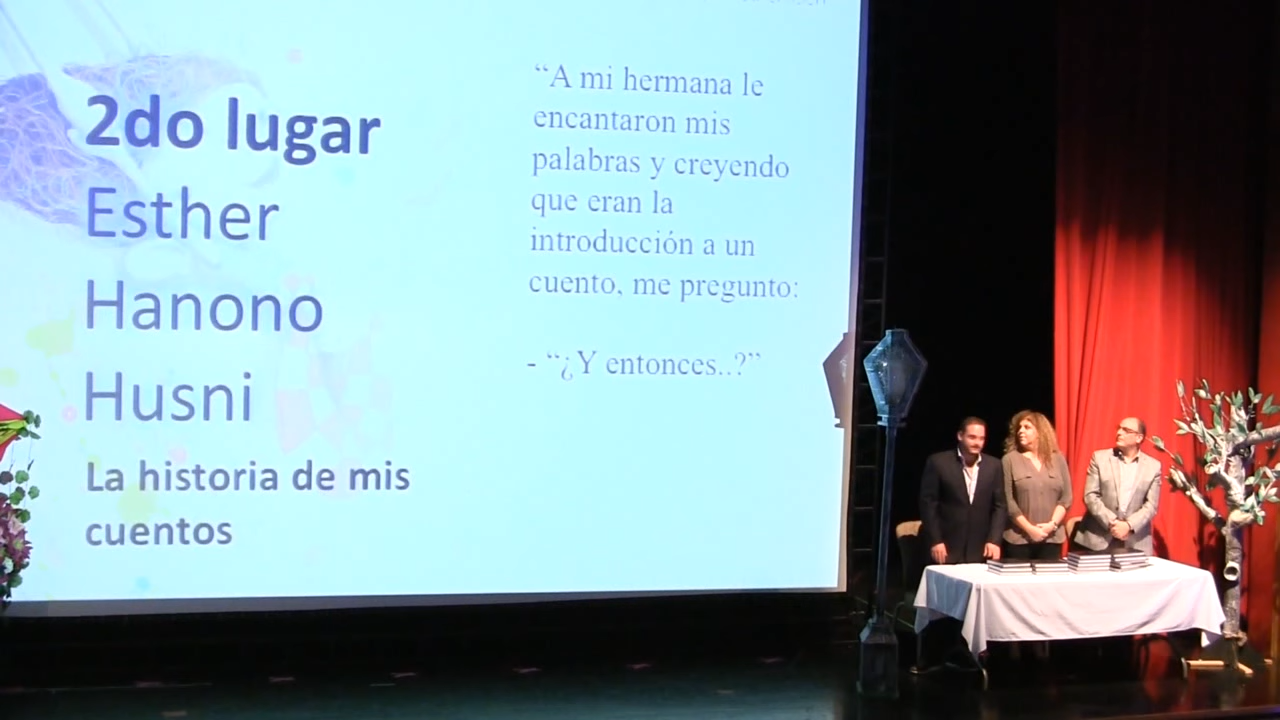 2do lugar
Esther
Hanono
Husni
La historia de mis
cuentos
“A mi hermana le
encantaron mis
palabras y creyendo
que eran la
introducción a un
cuento, me pregunto:
- “¿Y entonces..?”